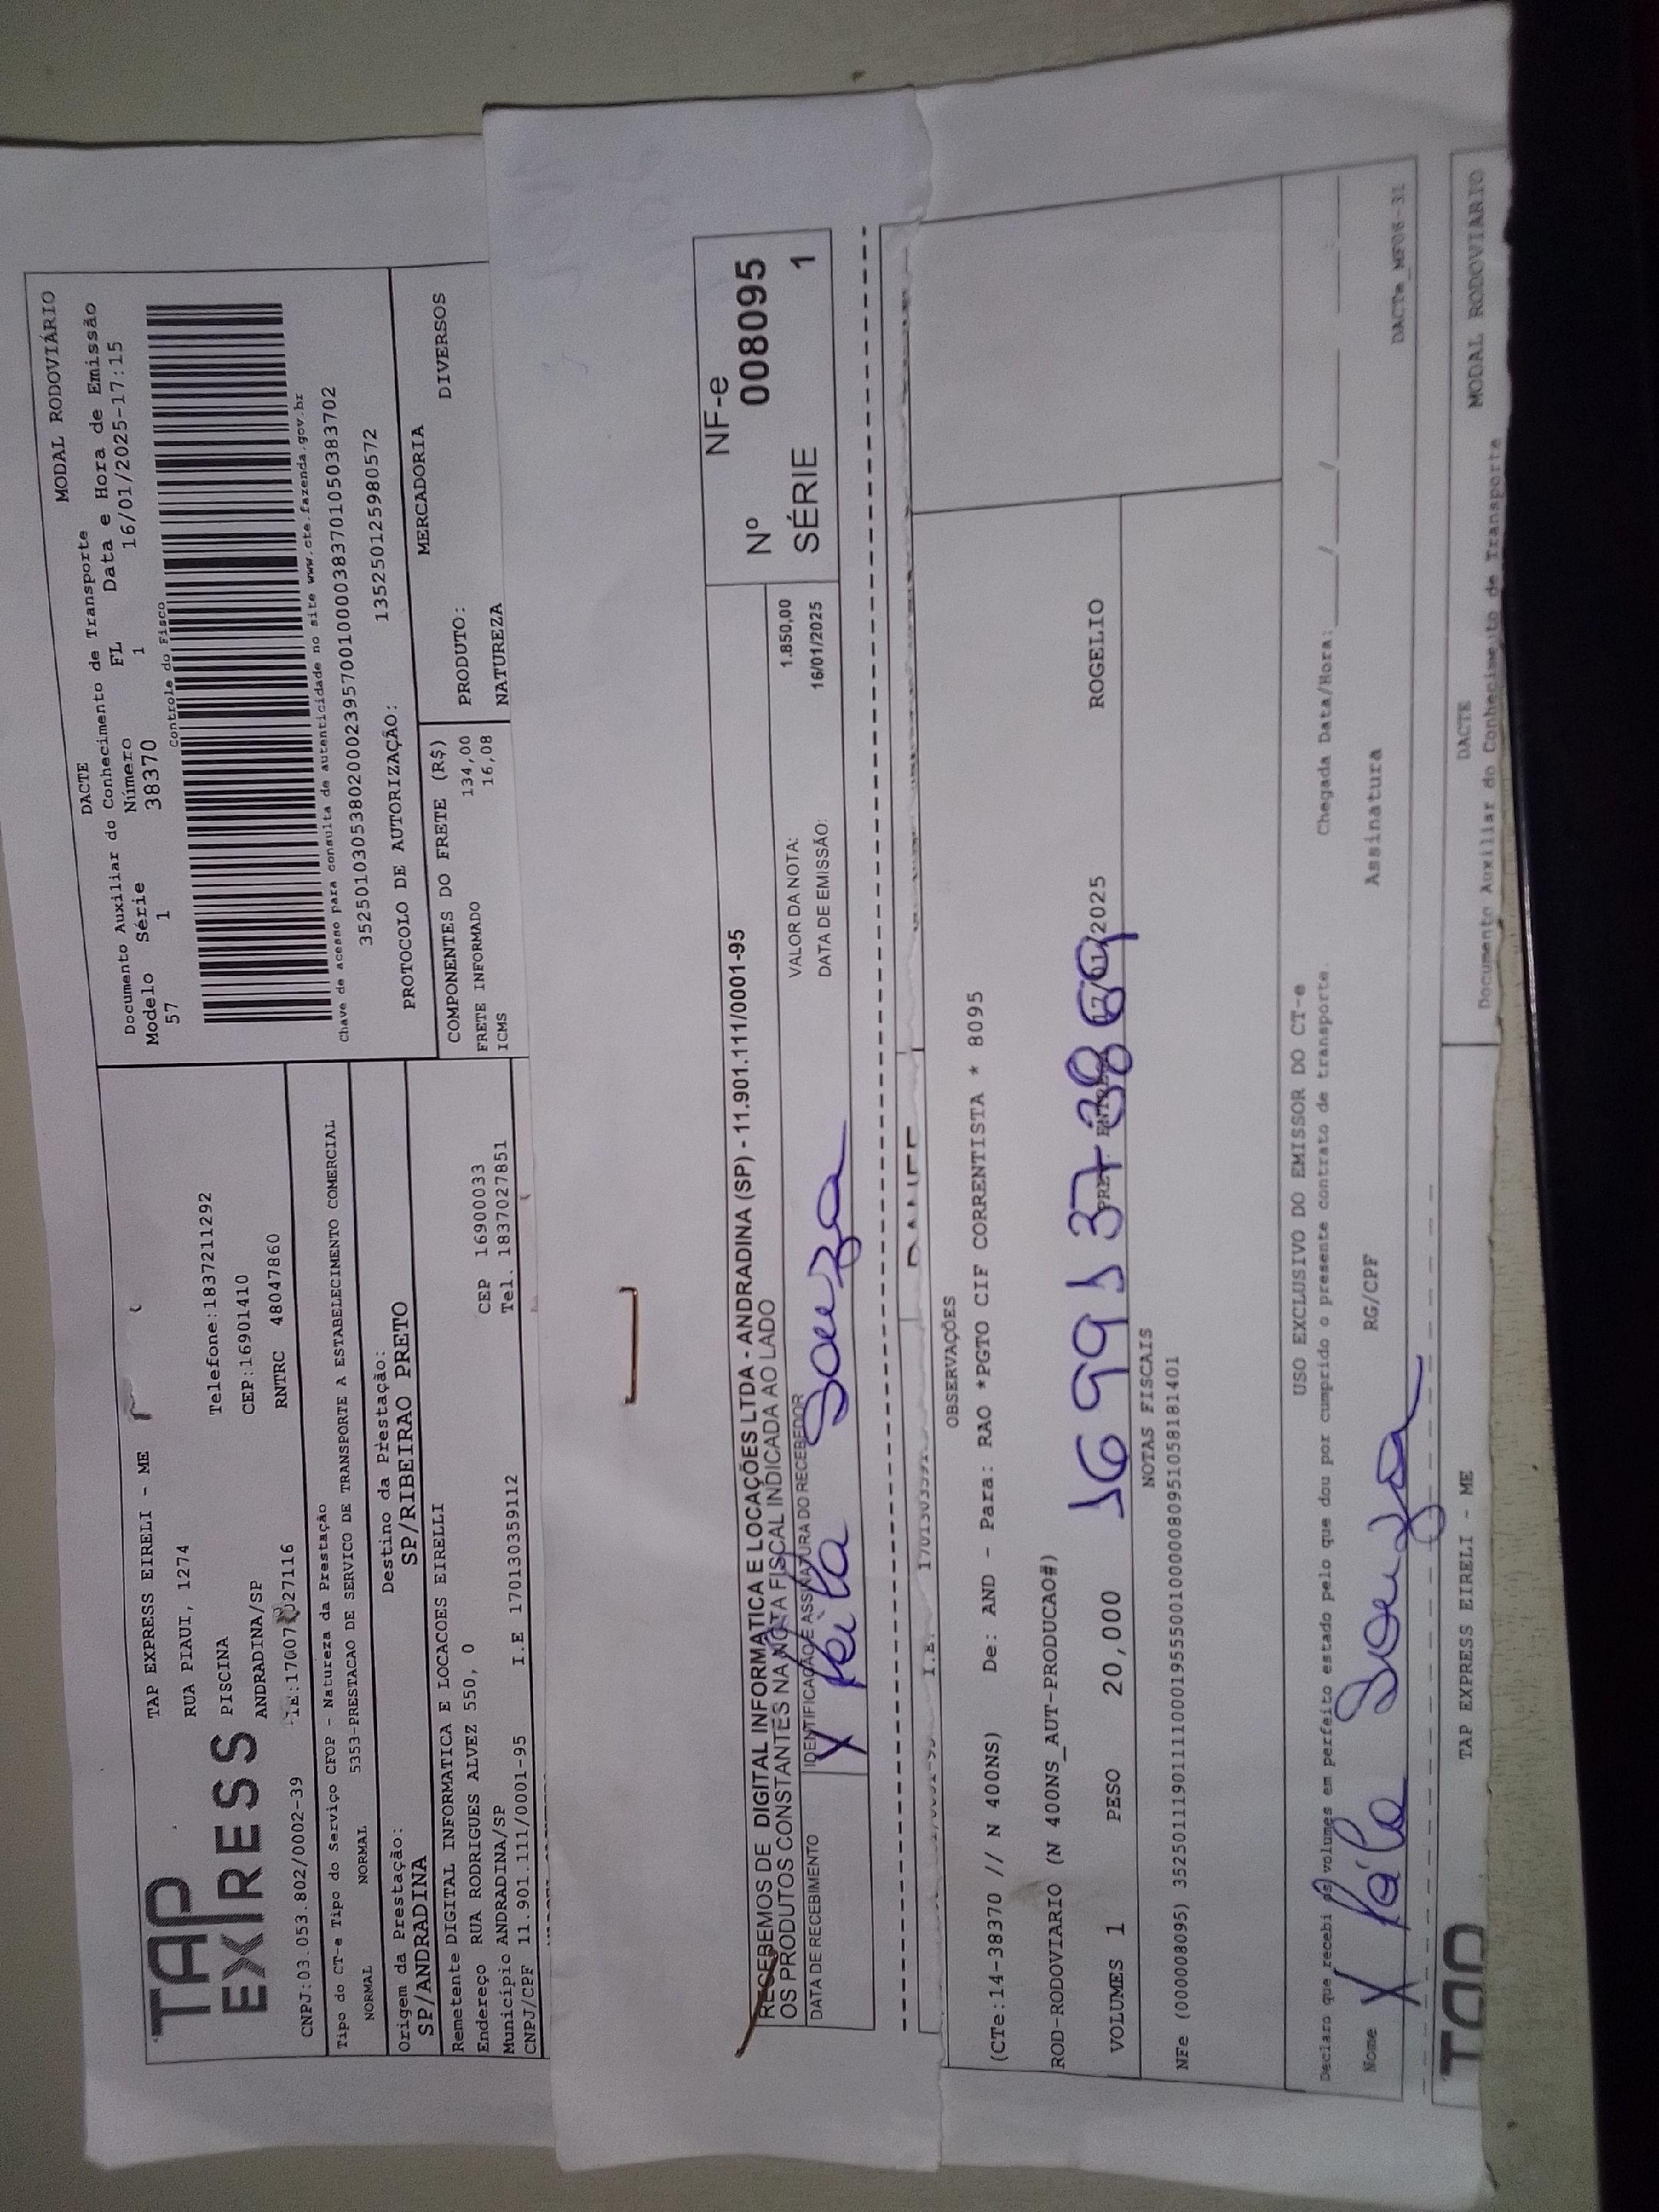 TAP
EXPRESS
TAP EXPRESS EIRELI - ME
RUA PIAUI, 1274
PISCINA
Telefone:1837211292
ANDRADINA/SP
CEP:16901410
CNPJ:03.053.802/0002-39
RNTRC 48047860
Tipo do CT-e Tipo do Serviço CFOP - Natureza da Prestação
NORMAL NORMAL 5353-PRESTACAO DE SERVICO DE TRANSPORTE A ESTABELECIMENTO COMERCIAL
Origem da Prestação: Destino da Prestação:
SP/ANDRADINA SP/RIBEIRAO PRETO
Remetente DIGITAL INFORMATICA E LOCACOES EIRELLI
Endereço RUA RODRIGUES ALVEZ 550, 0
Município ANDRADINA/SP CEP 16900033
CNPJ/CPF 11.901.111/0001-95 I.E 170130359112 Tel. 1837027851
DACTE MODAL RODOVIÁRIO
Documento Auxiliar do Conhecimento de Transporte
Modelo Série Número FL Data e Hora de Emissão
57 1 38370 1 16/01/2025-17:15
Controle do Fisco
Chave de acesso para consulta de autenticidade no site www.cte.fazenda.gov.br
35250103053802000239570010000383701050383702
PROTOCOLO DE AUTORIZAÇÃO: 135250125980572
COMPONENTES DO FRETE (R$) MERCADORIA
FRETE INFORMADO 134,00 PRODUTO: DIVERSOS
ICMS 16,08 NATUREZA
RECEBEMOS DE DIGITAL INFORMATICA E LOCAÇÕES LTDA - ANDRADINA (SP) - 11.901.111/0001-95
OS PRODUTOS CONSTANTES NA NOTA FISCAL INDICADA AO LADO
DATA DE RECEBIMENTO
IDENTIFICAÇÃO E ASSINATURA DO RECEBEDOR
X Souza
VALOR DA NOTA: 1.850,00
DATA DE EMISSÃO: 16/01/2025
NF-e
Nº 008095
SÉRIE 1
OBSERVAÇÕES
(CTe:14-38370 // N 400NS) De: AND - Para: RAO *PGTO CIF CORRENTISTA * 8095
ROD-RODOVIARIO (N 400NS_AUT-PRODUCAO#)
VOLUMES 1 PESO 20,000 /2025 ROGELIO
NOTAS FISCAIS
NFe (000008095) 35250111901111000195550010000080951058181401
USO EXCLUSIVO DO EMISSOR DO CT-e
Declaro que recebi os volumes em perfeito estado pelo que dou por cumprido o presente contrato de transporte.
Chegada Data/Hora: / /
Nome X Souza RG/CPF Assinatura
DACTe_MF06-31
TAP EXPRESS EIRELI - ME
DACTE MODAL RODOVIARIO
Documento Auxiliar do Conhecimento de Transporte